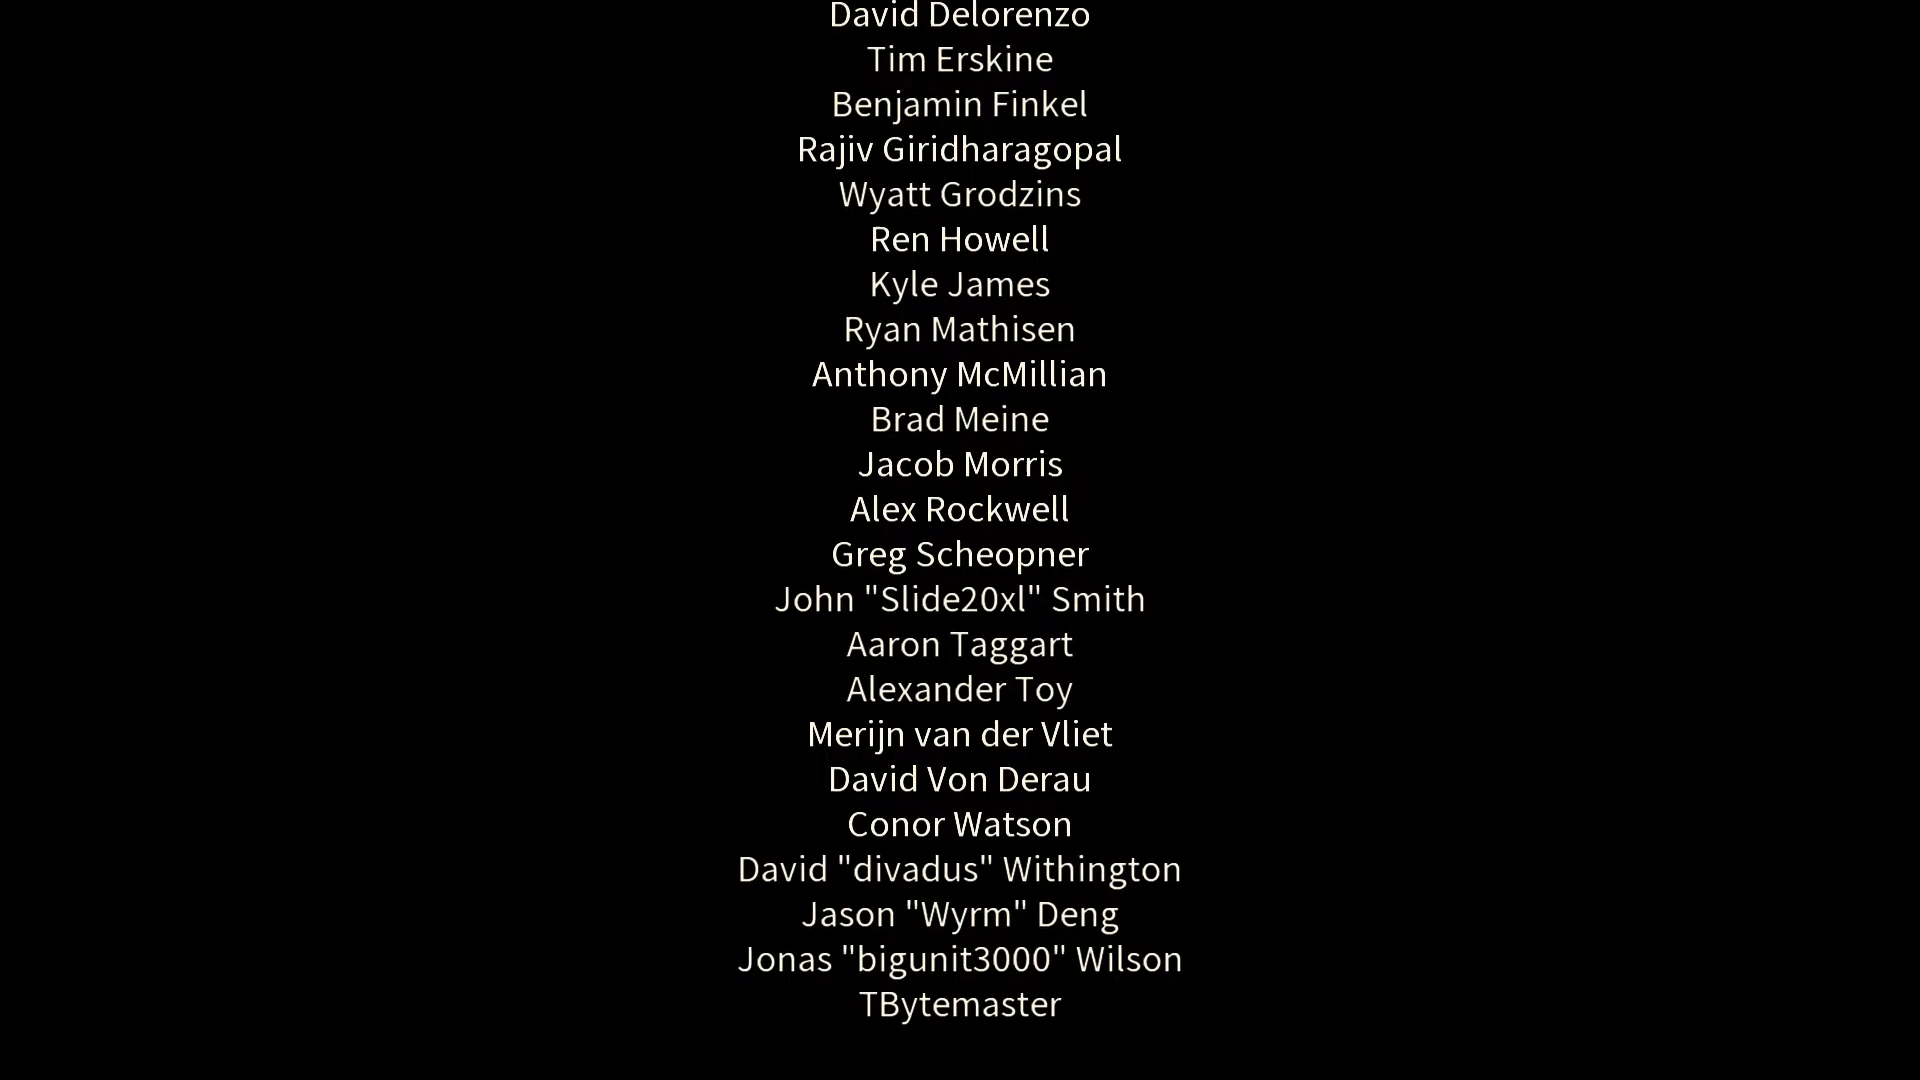 David Delorenzo
Tim Erskine
Benjamin Finkel
Rajiv Giridharagopal
Wyatt Grodzins
Ren Howell
Kyle James
Ryan Mathisen
Anthony McMillian
Brad Meine
Jacob Morris
Alex Rockwell
Greg Scheopner
John "Slide20xl" Smith
Aaron Taggart
Alexander Toy
Merijn van der Vliet
David Von Derau
Conor Watson
David "divadus" Withington
Jason "Wyrm" Deng
Jonas "bigunit3000" Wilson
TBytemaster